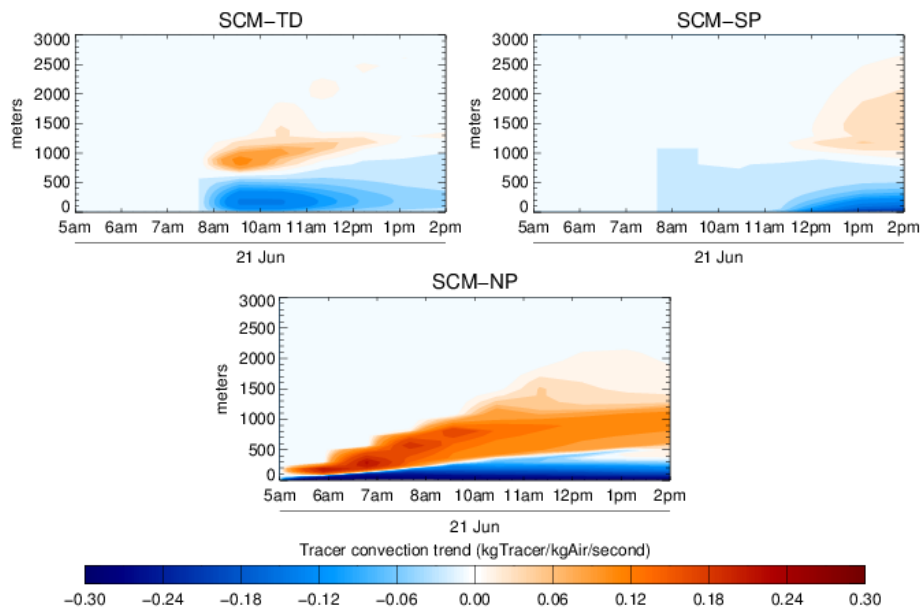 SCM−TD
SCM−SP
3000
2500
2000
1500
1000
500
0
meters
5am 6am 7am 8am 10am 11am 12pm 1pm 2pm
21 Jun
3000
2500
2000
1500
1000
500
0
meters
5am 6am 7am 8am 10am 11am 12pm 1pm 2pm
21 Jun
SCM−NP
3000
2500
2000
1500
1000
500
0
meters
5am 6am 7am 8am 10am 11am 12pm 1pm 2pm
21 Jun
Tracer convection trend (kgTracer/kgAir/second)
−0.30 −0.24 −0.18 −0.12 −0.06 0.00 0.06 0.12 0.18 0.24 0.30